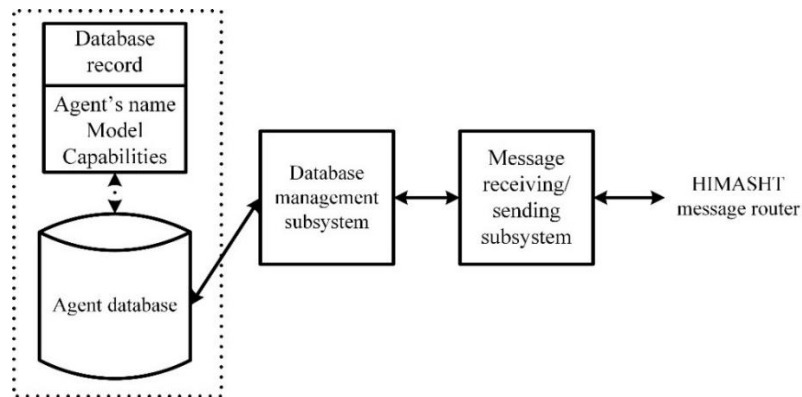 Database
record
Agent's name
Model
Capabilities
Agent database
Database
management
subsystem
Message
receiving/
sending
subsystem
HIMASHT
message router